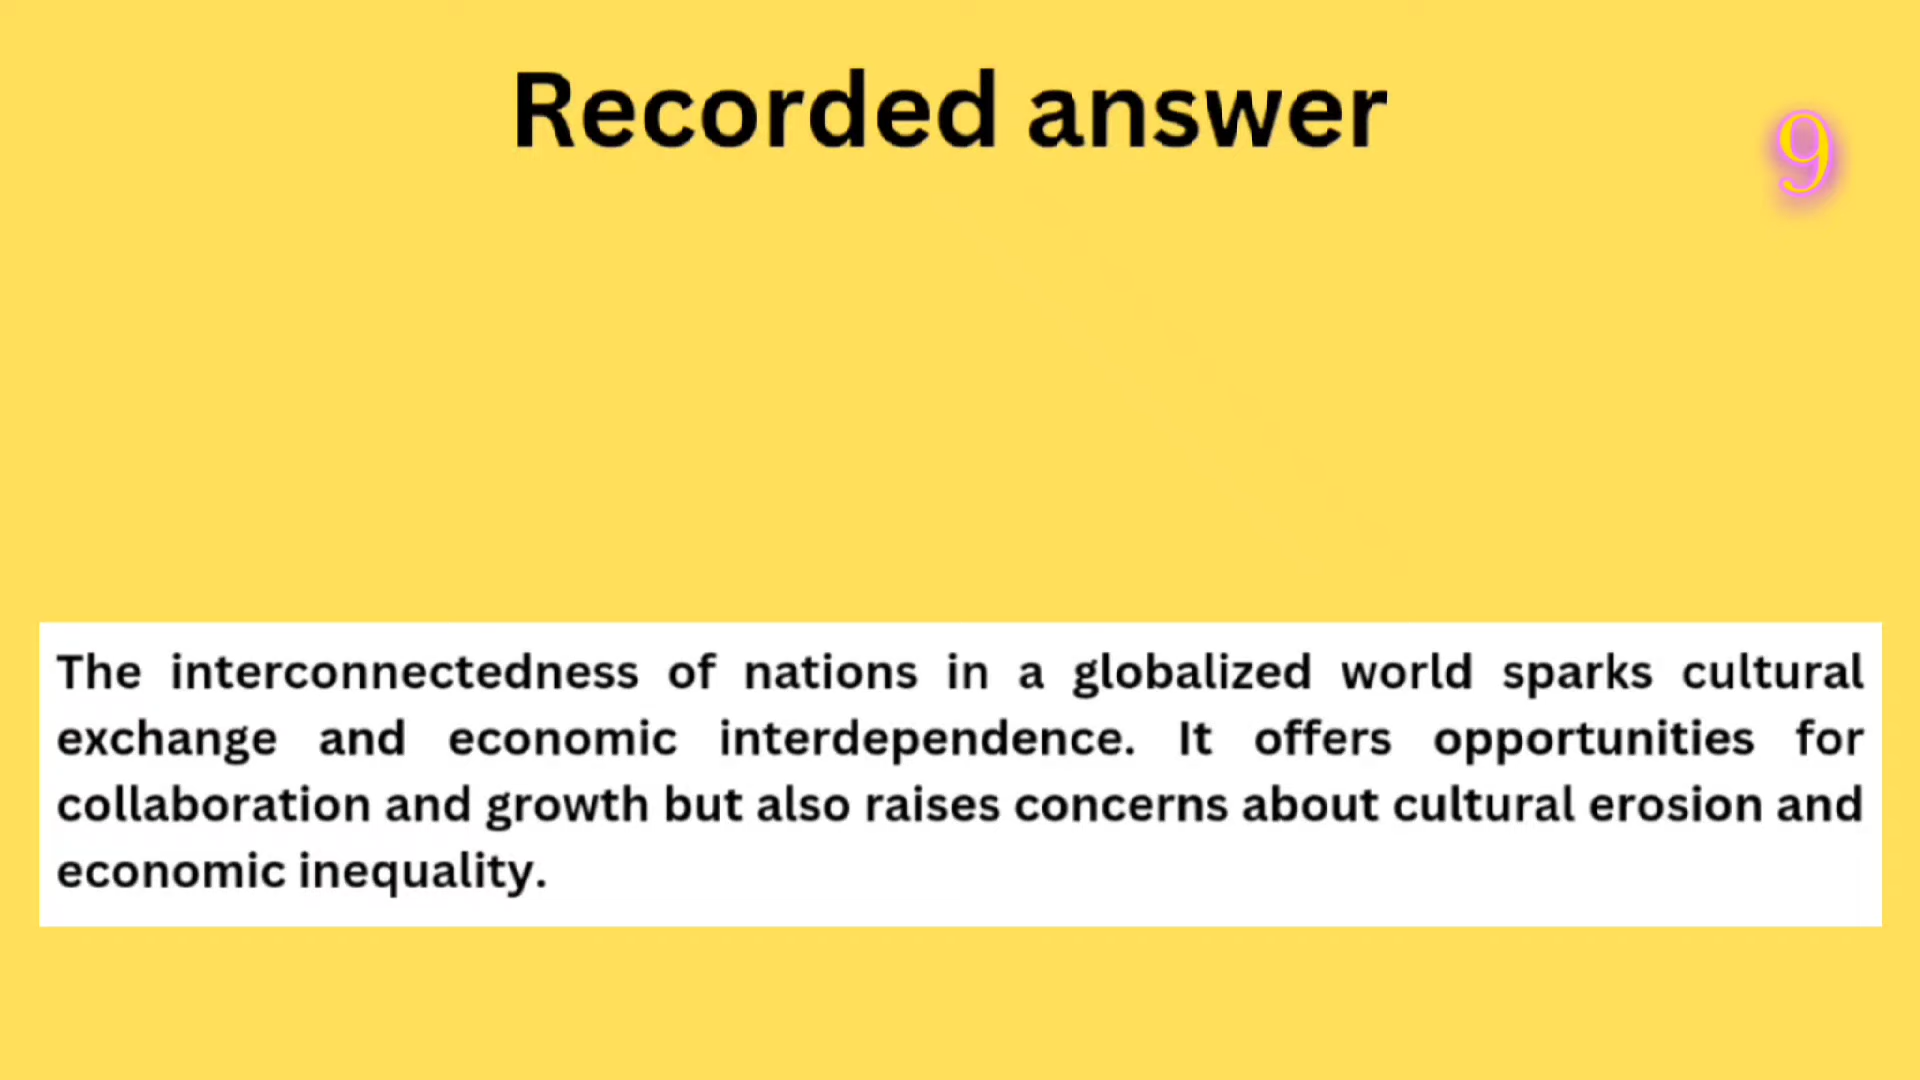 Recorded answer
9
The interconnectedness of nations in a globalized world sparks cultural
exchange and economic interdependence. It offers opportunities for
collaboration and growth but also raises concerns about cultural erosion and
economic inequality.